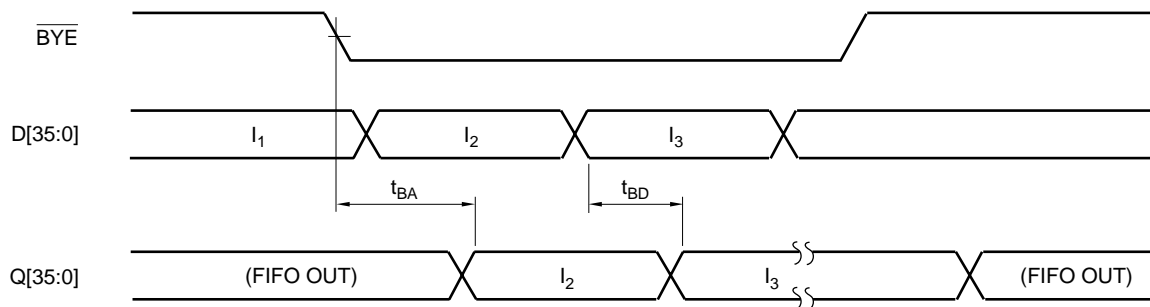 BYE
D[35:0] I1 I2 I3
tBA tBD
Q[35:0] (FIFO OUT) I2 I3 (FIFO OUT)